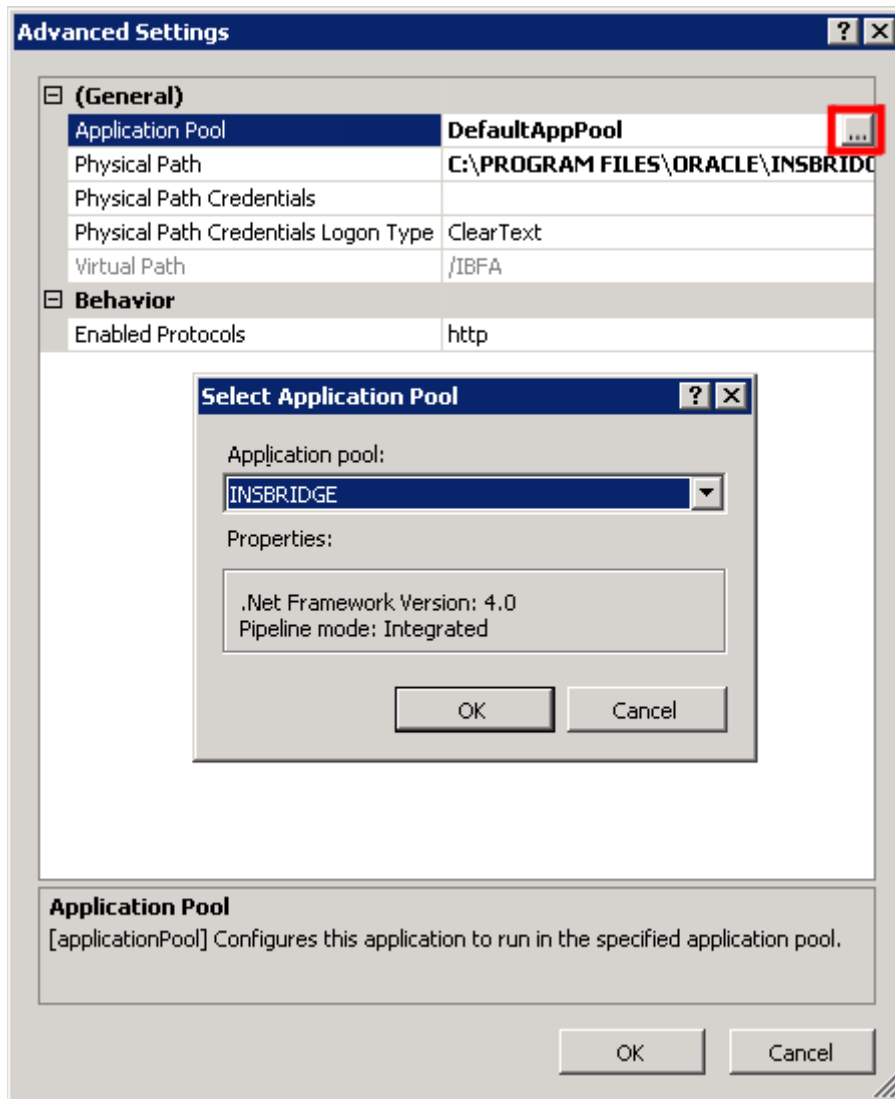 Advanced Settings
(General)
Application Pool DefaultAppPool ...
Physical Path C:\PROGRAM FILES\ORACLE\INSBRIDG
Physical Path Credentials
Physical Path Credentials Logon Type ClearText
Virtual Path /IBFA
Behavior
Enabled Protocols http
Select Application Pool
Application pool:
INSBRIDGE
Properties:
.Net Framework Version: 4.0
Pipeline mode: Integrated
OK Cancel
Application Pool
[applicationPool] Configures this application to run in the specified application pool.
OK Cancel